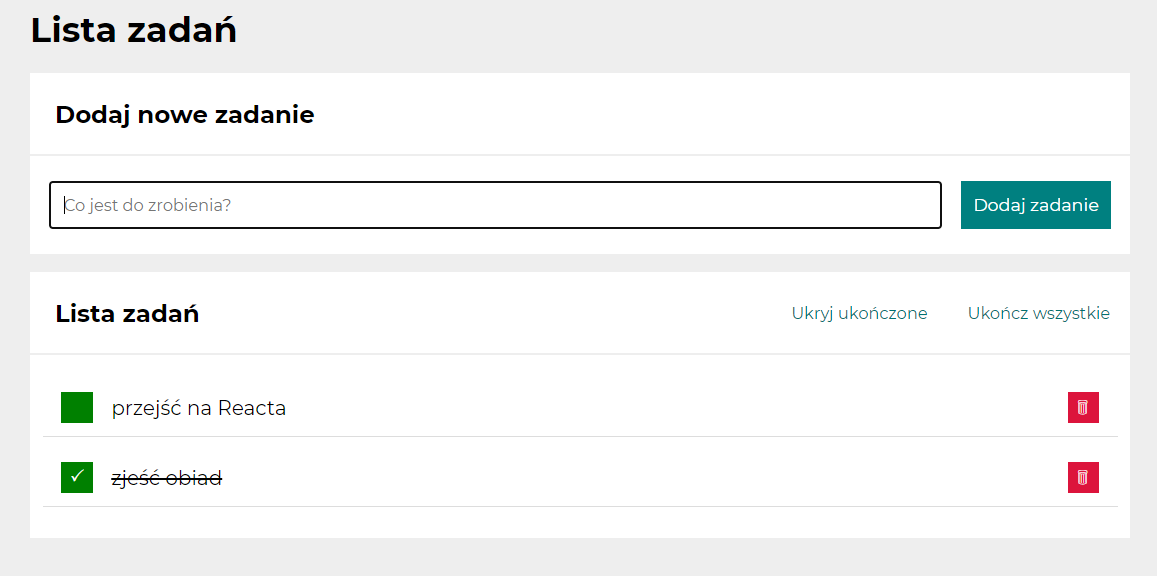 Lista zadań
Dodaj nowe zadanie
Co jest do zrobienia?
Dodaj zadanie
Lista zadań
Ukryj ukończone
Ukończ wszystkie
przejść na Reacta
zjeść obiad